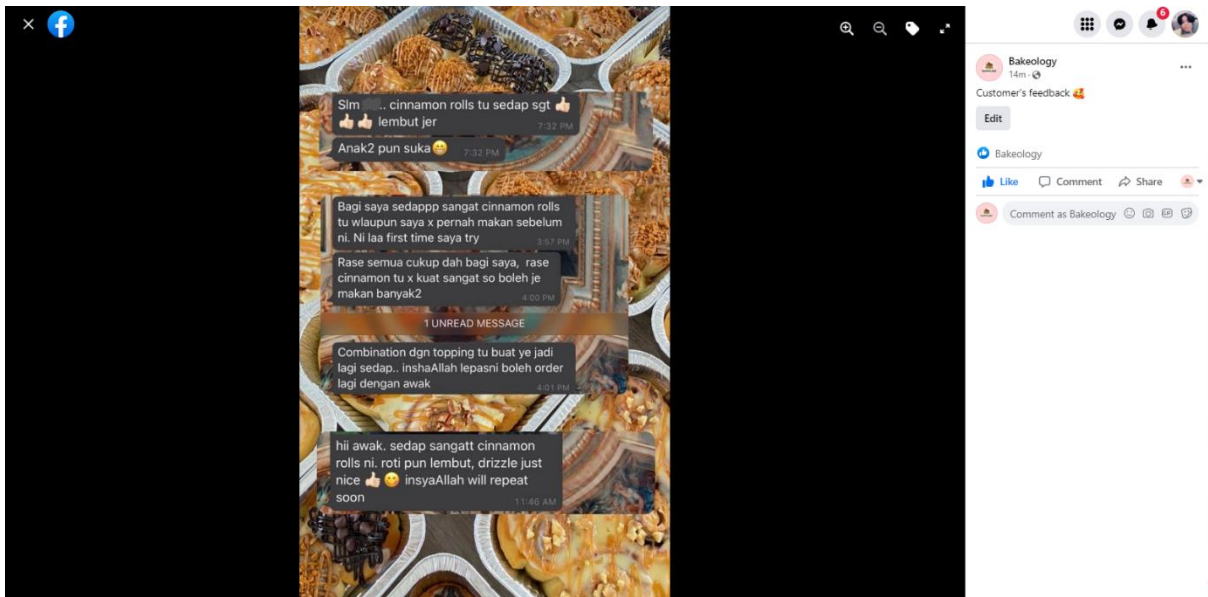 6
Bakeology
14m
Customer's feedback 🥰
Edit
Bakeology
Like Comment Share
Comment as Bakeology
Slm .. cinnamon rolls tu sedap sgt 👍🏻
👍🏻👍🏻 lembut jer
7:32 PM
Anak2 pun suka😁 7:32 PM
Bagi saya sedappp sangat cinnamon rolls
tu wlaupun saya x pernah makan sebelum
ni. Ni laa first time saya try
3:57 PM
Rase semua cukup dah bagi saya, rase
cinnamon tu x kuat sangat so boleh je
makan banyak2
4:00 PM
1 UNREAD MESSAGE
Combination dgn topping tu buat ye jadi
lagi sedap.. inshaAllah lepasni boleh order
lagi dengan awak
4:01 PM
hii awak. sedap sangatt cinnamon
rolls ni. roti pun lembut, drizzle just
nice 👍🏻😋 insyaAllah will repeat
soon
11:46 AM